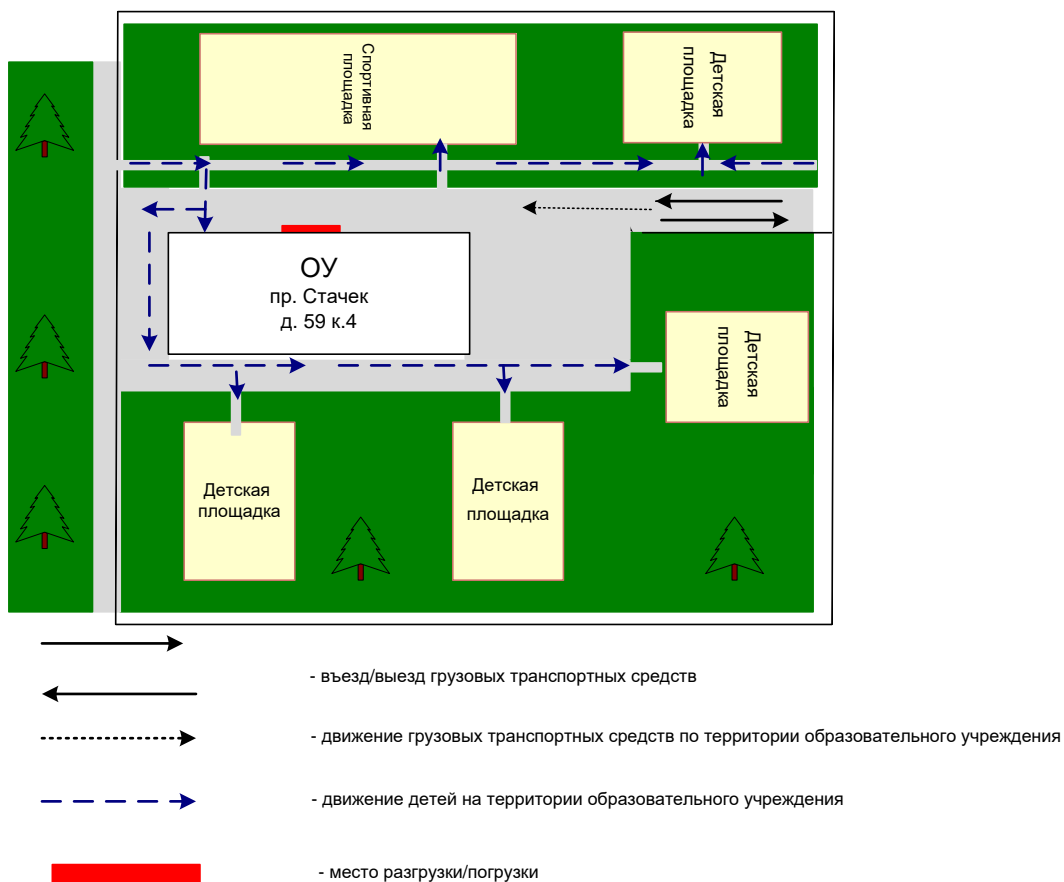 Спортивная
площадка
Детская
площадка
ОУ
пр. Стачек
д. 59 к.4
Детская
площадка
Детская
площадка
Детская
площадка
- въезд/выезд грузовых транспортных средств
- движение грузовых транспортных средств по территории образовательного учреждения
- движение детей на территории образовательного учреждения
- место разгрузки/погрузки